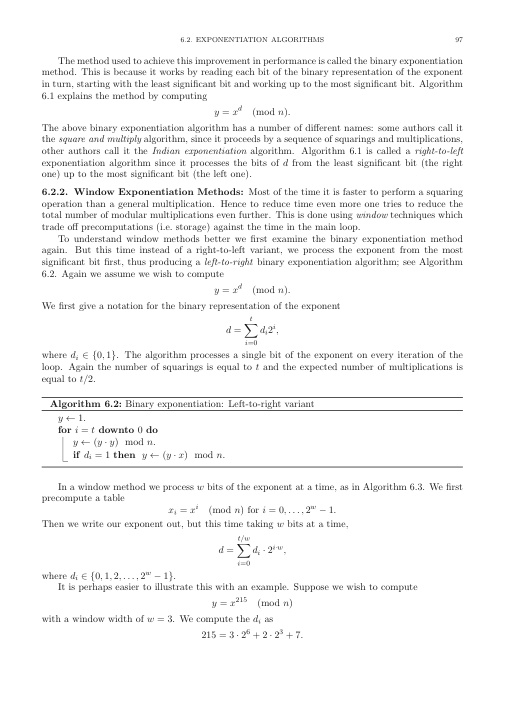 6.2. EXPONENTIATION ALGORITHMS 97
The method used to achieve this improvement in performance is called the binary exponentiation
method. This is because it works by reading each bit of the binary representation of the exponent
in turn, starting with the least significant bit and working up to the most significant bit. Algorithm
6.1 explains the method by computing
y = x^d (mod n).
The above binary exponentiation algorithm has a number of different names: some authors call it
the square and multiply algorithm, since it proceeds by a sequence of squarings and multiplications,
other authors call it the Indian exponentiation algorithm. Algorithm 6.1 is called a right-to-left
exponentiation algorithm since it processes the bits of d from the least significant bit (the right
one) up to the most significant bit (the left one).
6.2.2. Window Exponentiation Methods: Most of the time it is faster to perform a squaring
operation than a general multiplication. Hence to reduce time even more one tries to reduce the
total number of modular multiplications even further. This is done using window techniques which
trade off precomputations (i.e. storage) against the time in the main loop.
To understand window methods better we first examine the binary exponentiation method
again. But this time instead of a right-to-left variant, we process the exponent from the most
significant bit first, thus producing a left-to-right binary exponentiation algorithm; see Algorithm
6.2. Again we assume we wish to compute
y = x^d (mod n).
We first give a notation for the binary representation of the exponent
d = ∑_{i=0}^{t} d_i 2^i,
where d_i ∈ {0, 1}. The algorithm processes a single bit of the exponent on every iteration of the
loop. Again the number of squarings is equal to t and the expected number of multiplications is
equal to t/2.
Algorithm 6.2: Binary exponentiation: Left-to-right variant
y ← 1.
for i = t downto 0 do
y ← (y · y) mod n.
if d_i = 1 then y ← (y · x) mod n.
In a window method we process w bits of the exponent at a time, as in Algorithm 6.3. We first
precompute a table
x_i = x^i (mod n) for i = 0, . . . , 2^w − 1.
Then we write our exponent out, but this time taking w bits at a time,
d = ∑_{i=0}^{t/w} d_i · 2^{i·w},
where d_i ∈ {0, 1, 2, . . . , 2^w − 1}.
It is perhaps easier to illustrate this with an example. Suppose we wish to compute
y = x^{215} (mod n)
with a window width of w = 3. We compute the d_i as
215 = 3 · 2^6 + 2 · 2^3 + 7.